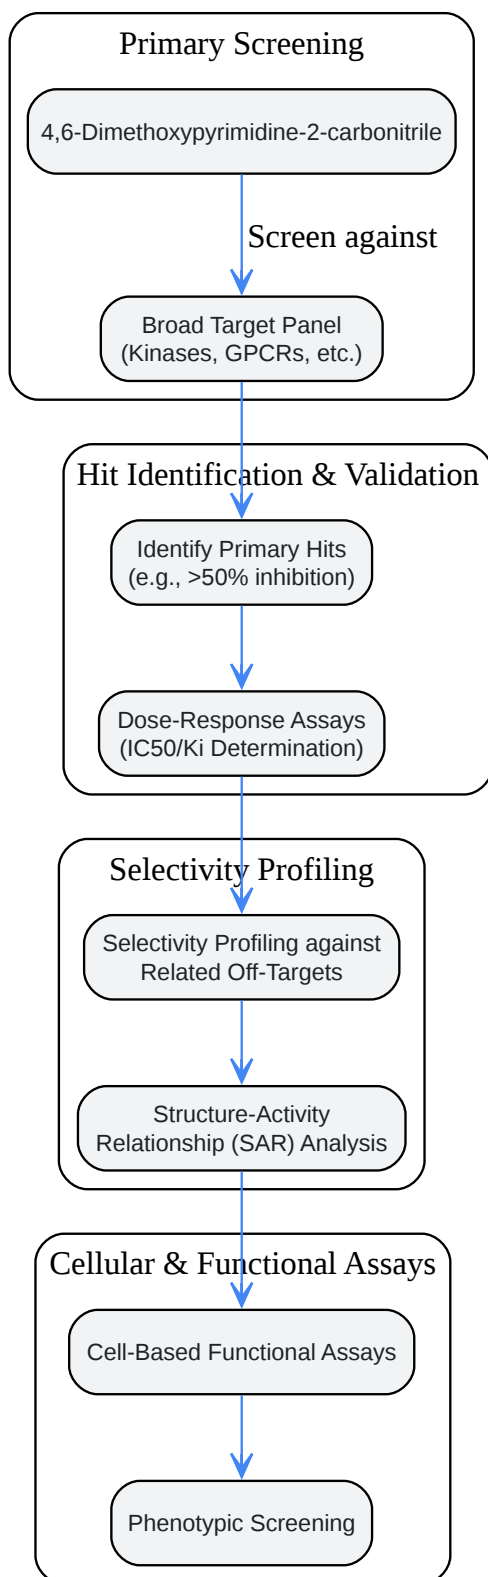 Primary Screening
4,6-Dimethoxypyrimidine-2-carbonitrile
Screen against
Broad Target Panel
(Kinases, GPCRs, etc.)
Hit Identification & Validation
Identify Primary Hits
(e.g., >50% inhibition)
Dose-Response Assays
(IC50/Ki Determination)
Selectivity Profiling
Selectivity Profiling against
Related Off-Targets
Structure-Activity
Relationship (SAR) Analysis
Cellular & Functional Assays
Cell-Based Functional Assays
Phenotypic Screening